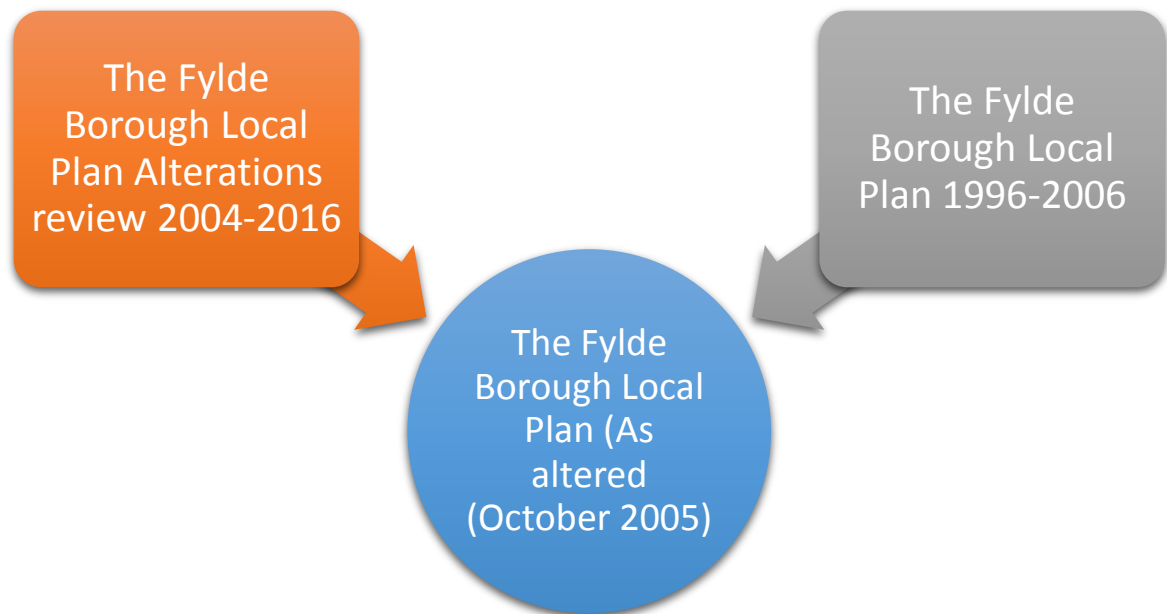 The Fylde
Borough Local
Plan Alterations
review 2004-2016
The Fylde
Borough Local
Plan 1996-2006
The Fylde
Borough Local
Plan (As
altered
(October 2005)